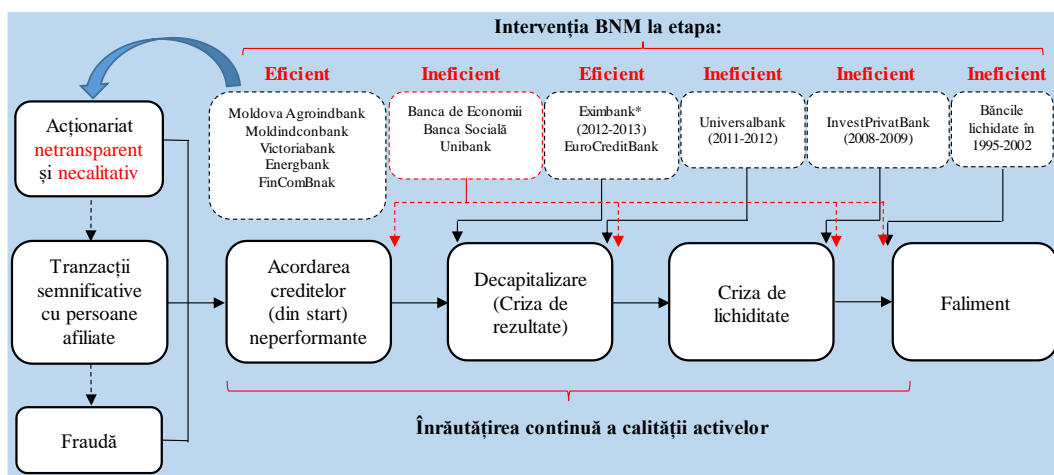 Intervenția BNM la etapa:
Eficient
Ineficient
Eficient
Ineficient
Ineficient
Ineficient
Acționariat
netransparent
și necalitativ
Moldova Agroindbank
Moldindconbank
Victoriabank
Energbank
FinComBnak
Banca de Economii
Banca Socială
Unibank
Eximbank*
(2012-2013)
EuroCreditBank
Universalbank
(2011-2012)
InvestPrivatBank
(2008-2009)
Băncile
lichidate în
1995-2002
Tranzacții
semnificative
cu persoane
afiliate
Acordarea
creditelor
(din start)
neperformante
Decapitalizare
(Criza de
rezultate)
Criza de
lichiditate
Faliment
Fraudă
Înrăutățirea continuă a calității activelor